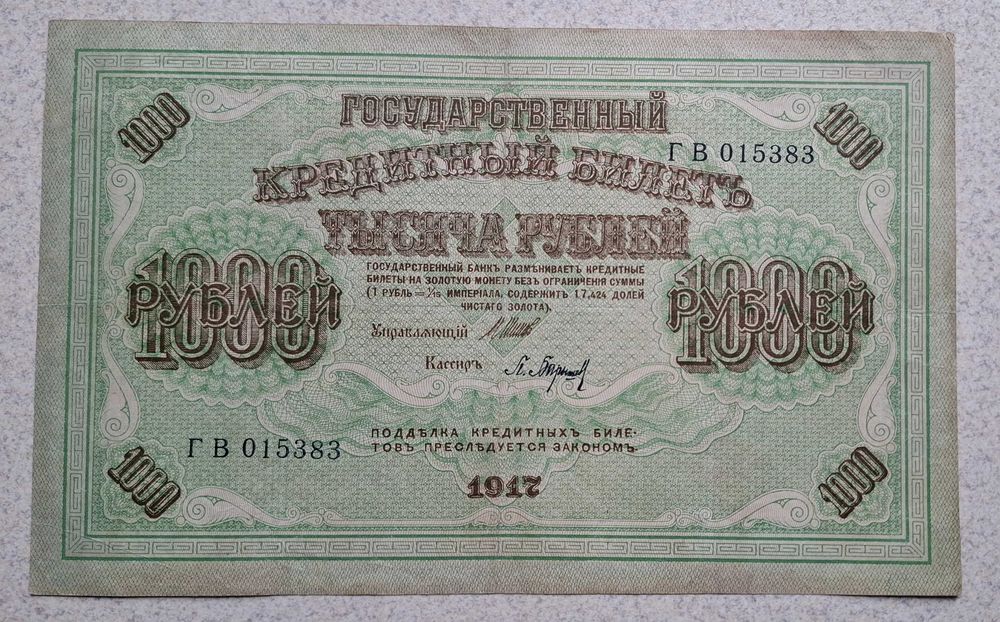 1000 1000
ГОСУДАРСТВЕННЫЙ
КРЕДИТНЫЙ БИЛЕТЪ
ГВ 015383
ТЫСЯЧА РУБЛЕЙ
1000 РУБЛЕЙ
1000 РУБЛЕЙ
ГОСУДАРСТВЕННЫЙ БАНКЪ РАЗМѢНИВАЕТЪ КРЕДИТНЫЕ
БИЛЕТЫ НА ЗОЛОТУЮ МОНЕТУ БЕЗЪ ОГРАНИЧЕНІЯ СУММЫ
(1 РУБЛЬ = 1/15 ИМПЕРІАЛА, СОДЕРЖИТЪ 17,424 ДОЛЕЙ
ЧИСТАГО ЗОЛОТА).
Управляющій
Кассиръ
ГВ 015383
ПОДДѢЛКА КРЕДИТНЫХЪ БИЛЕ-
ТОВЪ ПРЕСЛѢДУЕТСЯ ЗАКОНОМЪ.
1917
1000 1000